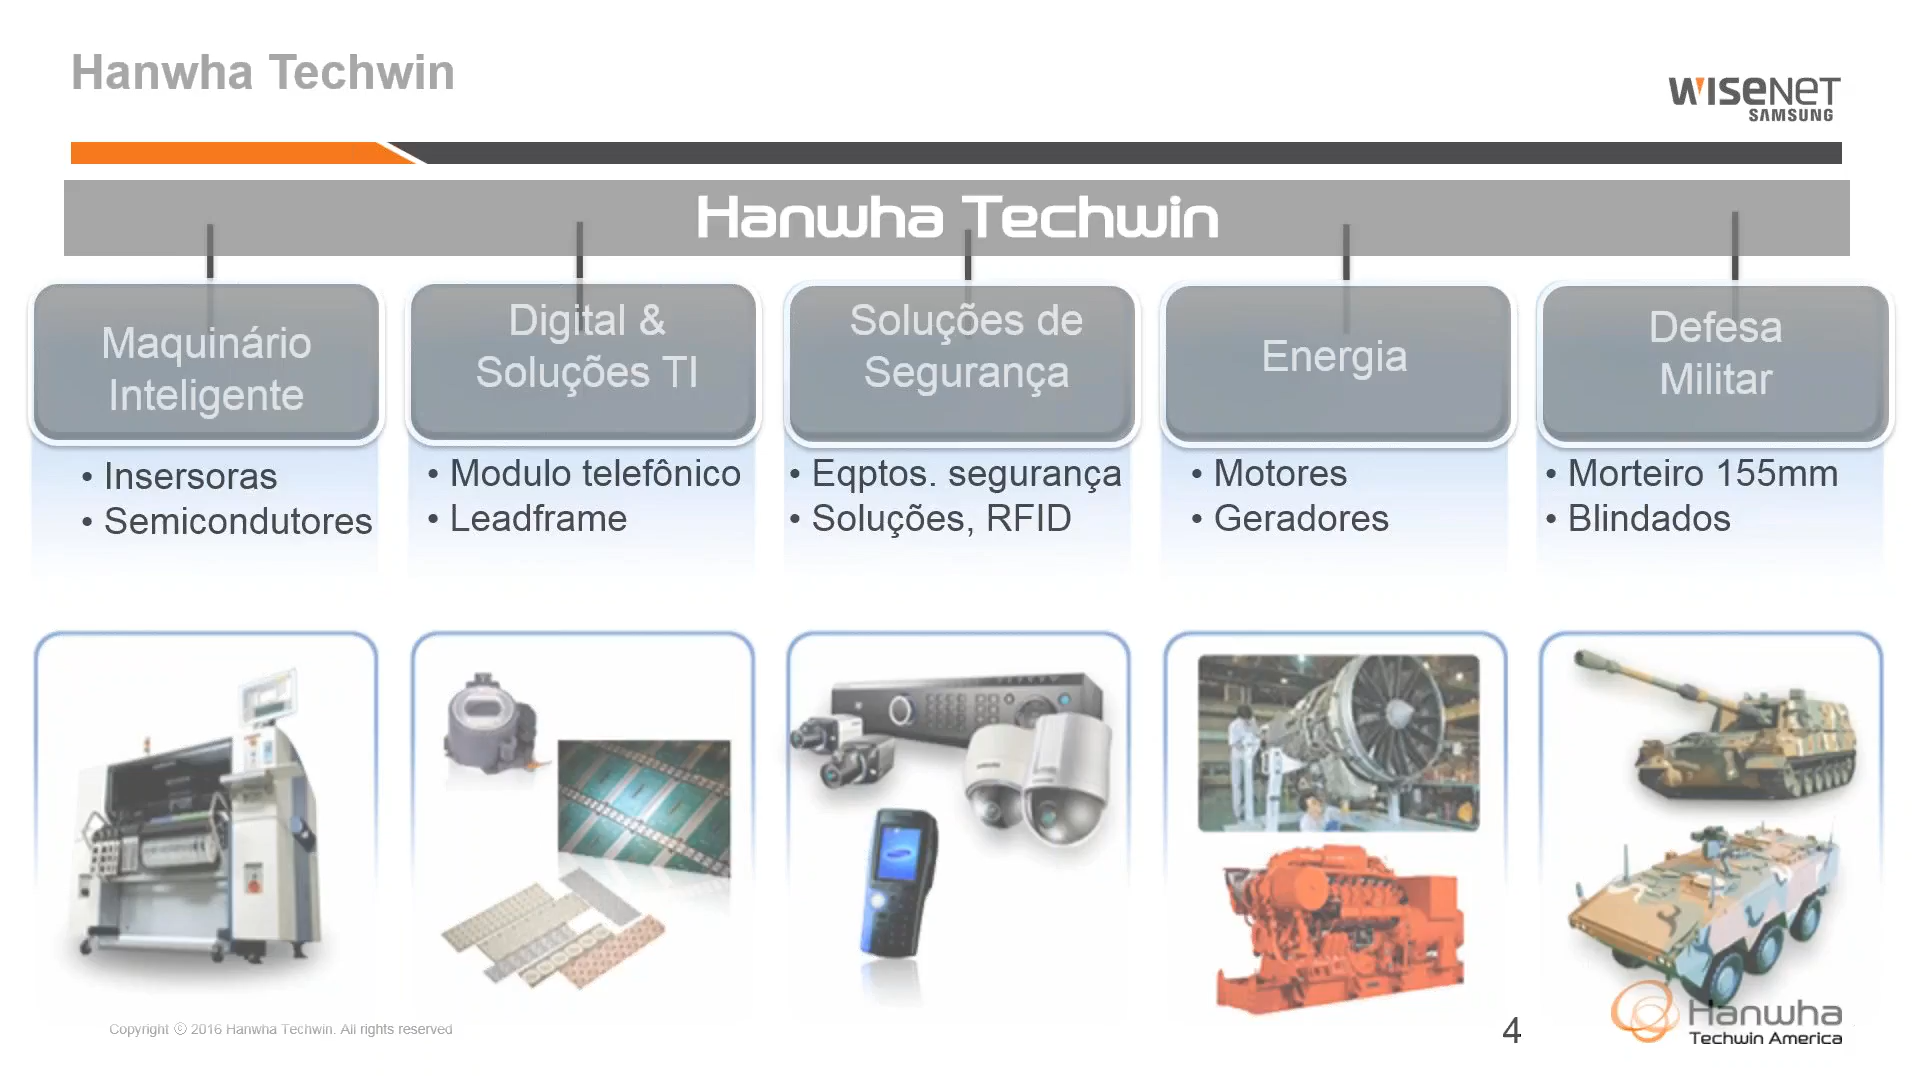 Hanwha Techwin
WISENET
SAMSUNG
Hanwha Techwin
Maquinário
Inteligente
Digital &
Soluções TI
Soluções de
Segurança
Energia
Defesa
Militar
• Insersoras
• Semicondutores
• Modulo telefônico
• Leadframe
• Eqptos. segurança
• Soluções, RFID
• Motores
• Geradores
• Morteiro 155mm
• Blindados
Copyright ⓒ 2016 Hanwha Techwin. All rights reserved
4
Hanwha
Techwin America